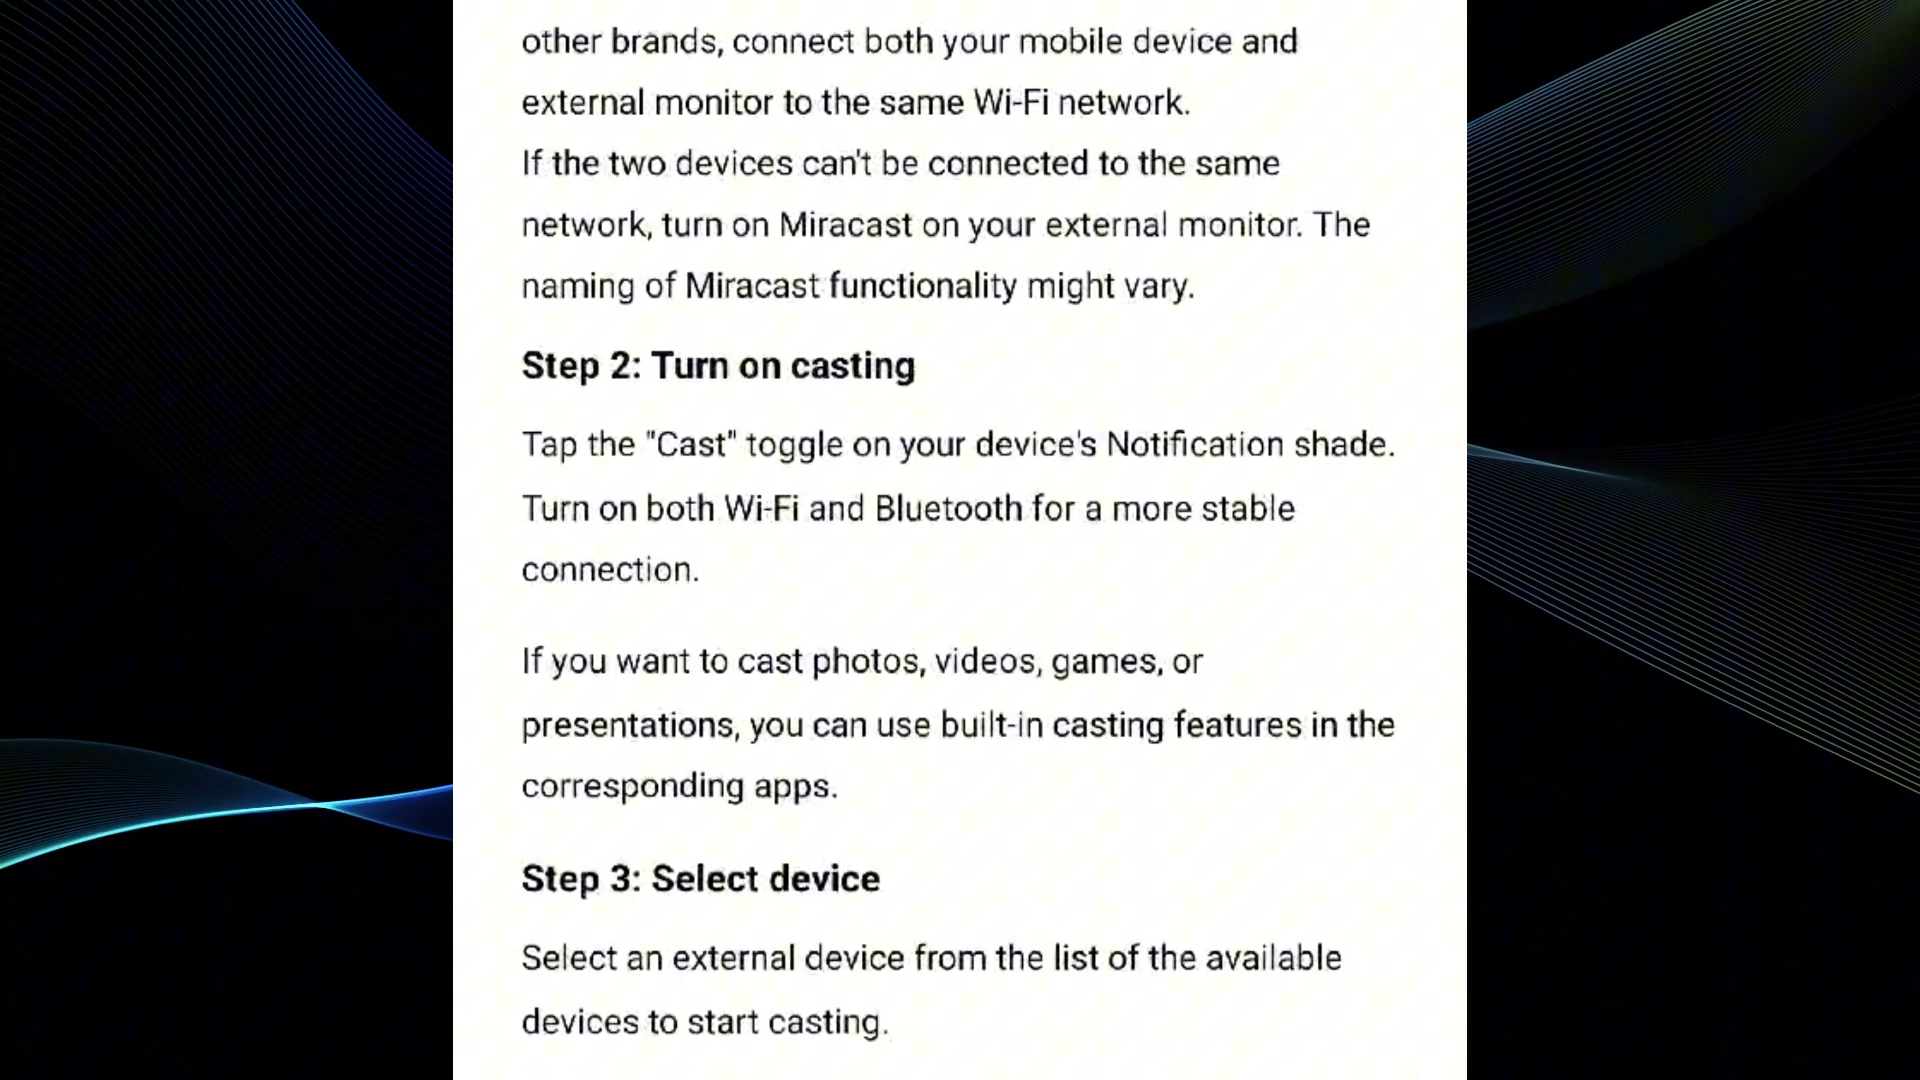 other brands, connect both your mobile device and
external monitor to the same Wi-Fi network.
If the two devices can't be connected to the same
network, turn on Miracast on your external monitor. The
naming of Miracast functionality might vary.
Step 2: Turn on casting
Tap the "Cast" toggle on your device's Notification shade.
Turn on both Wi-Fi and Bluetooth for a more stable
connection.
If you want to cast photos, videos, games, or
presentations, you can use built-in casting features in the
corresponding apps.
Step 3: Select device
Select an external device from the list of the available
devices to start casting.